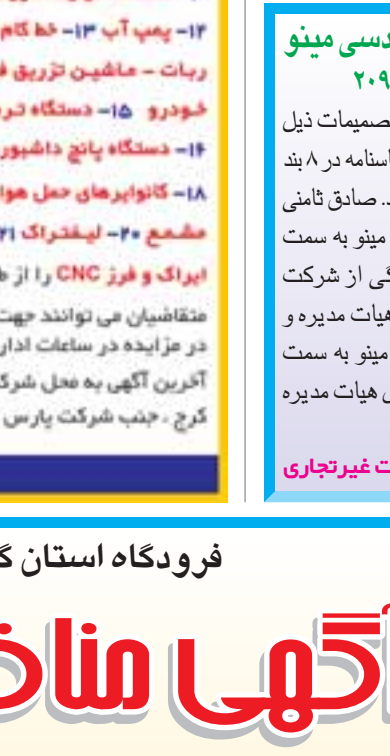 دسی مینو
۲۰۹
صمیمات ذیل
اسنامه در ۸ بند
د. صادق ثامنی
مینو به سمت
گی از شرکت
هیات مدیره و
مینو به سمت
هیات مدیره
ت غیرتجاری
۱۲- پمپ آب ۱۳- خط کام
ربات - ماشین تزریق ف
خودرو ۱۵- دستگاه تر
۱۶- دستگاه پانچ داشبور
۱۸- کانوایرهای حمل هوا
مشمع ۲۰- لیفتراک ۲۱
ایراک و فرز CNC را از ط
متقاضیان می توانند جهت
در مزایده در ساعات ادار
آخرین آگهی به محل شرک
کرج ، جنب شرکت پارس
فرودگاه استان گ
آگهی مناق